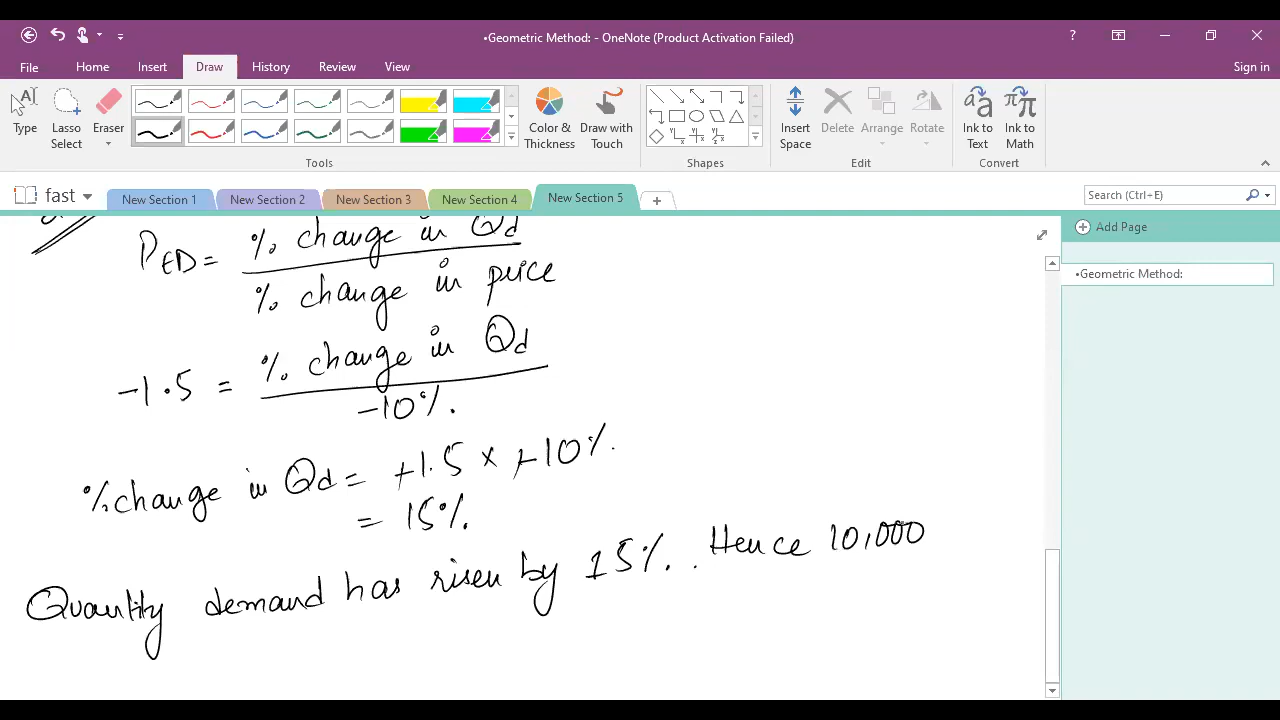 •Geometric Method: - OneNote (Product Activation Failed)
?
File Home Insert Draw History Review View
Sign in
Type
Lasso Select
Eraser
Color & Thickness
Draw with Touch
Insert Space
Delete
Arrange
Rotate
Ink to Text
Ink to Math
Tools
Shapes
Edit
Convert
fast
New Section 1
New Section 2
New Section 3
New Section 4
New Section 5
Search (Ctrl+E)
Add Page
•Geometric Method:
PED = % change in Qd
% change in price
-1.5 = % change in Qd
-10%.
% change in Qd = +1.5 × +10%.
= 15%.
Quantity demand has risen by 15%. Hence 10,000